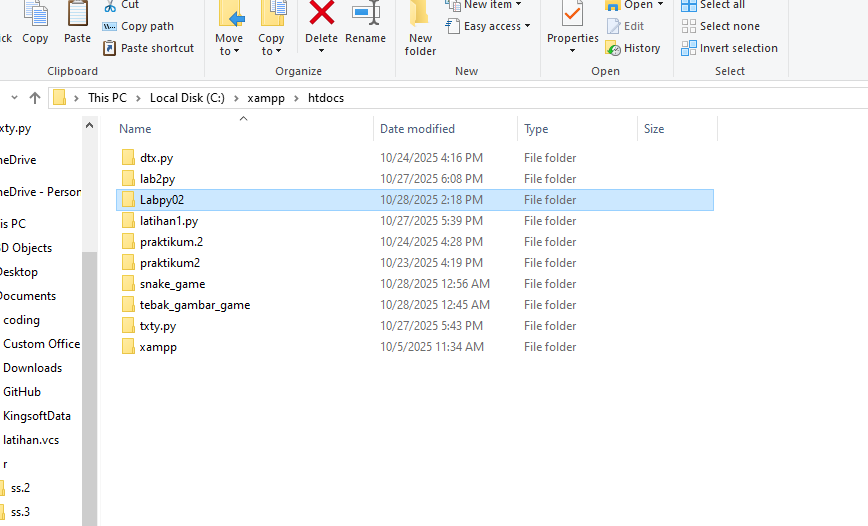 Cut
New item
Open
Select all
Copy
Paste
Copy path
Paste shortcut
Move to
Copy to
Delete
Rename
New folder
Easy access
Properties
Edit
History
Select none
Invert selection
Clipboard
Organize
New
Open
Select
This PC > Local Disk (C:) > xampp > htdocs
Name Date modified Type Size
dtx.py 10/24/2025 4:16 PM File folder
lab2py 10/27/2025 6:08 PM File folder
Labpy02 10/28/2025 2:18 PM File folder
latihan1.py 10/27/2025 5:39 PM File folder
praktikum.2 10/24/2025 4:28 PM File folder
praktikum2 10/23/2025 4:19 PM File folder
snake_game 10/28/2025 12:56 AM File folder
tebak_gambar_game 10/28/2025 12:45 AM File folder
txty.py 10/27/2025 5:43 PM File folder
xampp 10/5/2025 11:34 AM File folder
xty.py
neDrive
neDrive - Person
is PC
D Objects
Desktop
Documents
coding
Custom Office
Downloads
GitHub
KingsoftData
latihan.vcs
r
ss.2
ss.3